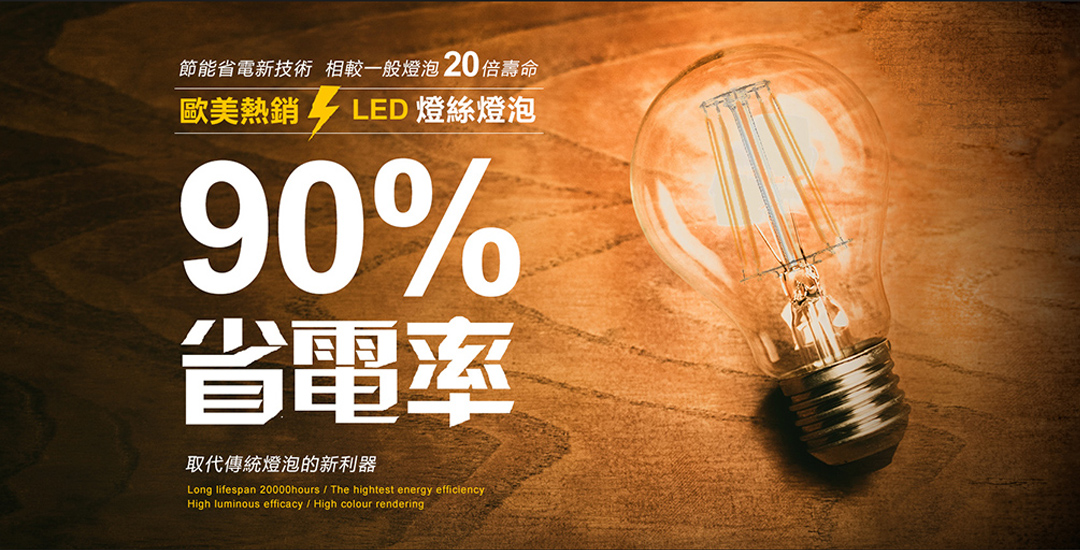 節能省電新技術 相較一般燈泡20倍壽命
歐美熱銷 LED 燈絲燈泡
90%
省電率
取代傳統燈泡的新利器
Long lifespan 20000hours / The hightest energy efficiency
High luminous efficacy / High colour rendering